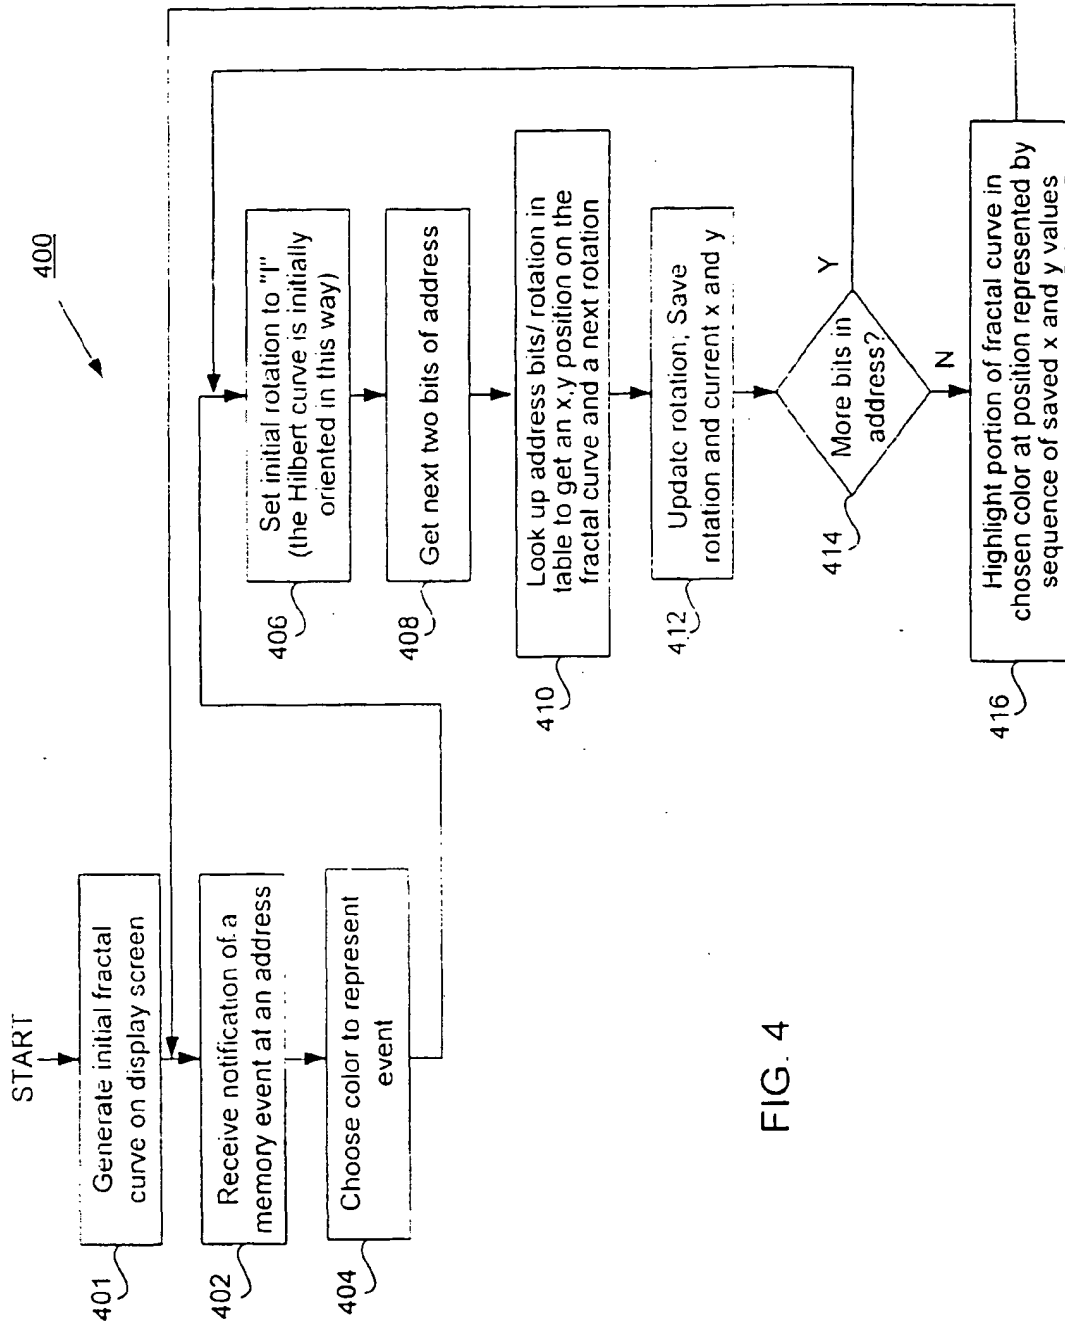 400
START
Generate initial fractal
curve on display screen
401
Receive notification of a
memory event at an address
402
Choose color to represent
event
404
Set initial rotation to "I"
(the Hilbert curve is initially
oriented in this way)
406
Get next two bits of address
408
Look up address bits/ rotation in
table to get an x,y position on the
fractal curve and a next rotation
410
Update rotation; Save
rotation and current x and y
412
More bits in
address?
414
Y
N
Highlight portion of fractal curve in
chosen color at position represented by
sequence of saved x and y values
416
FIG. 4